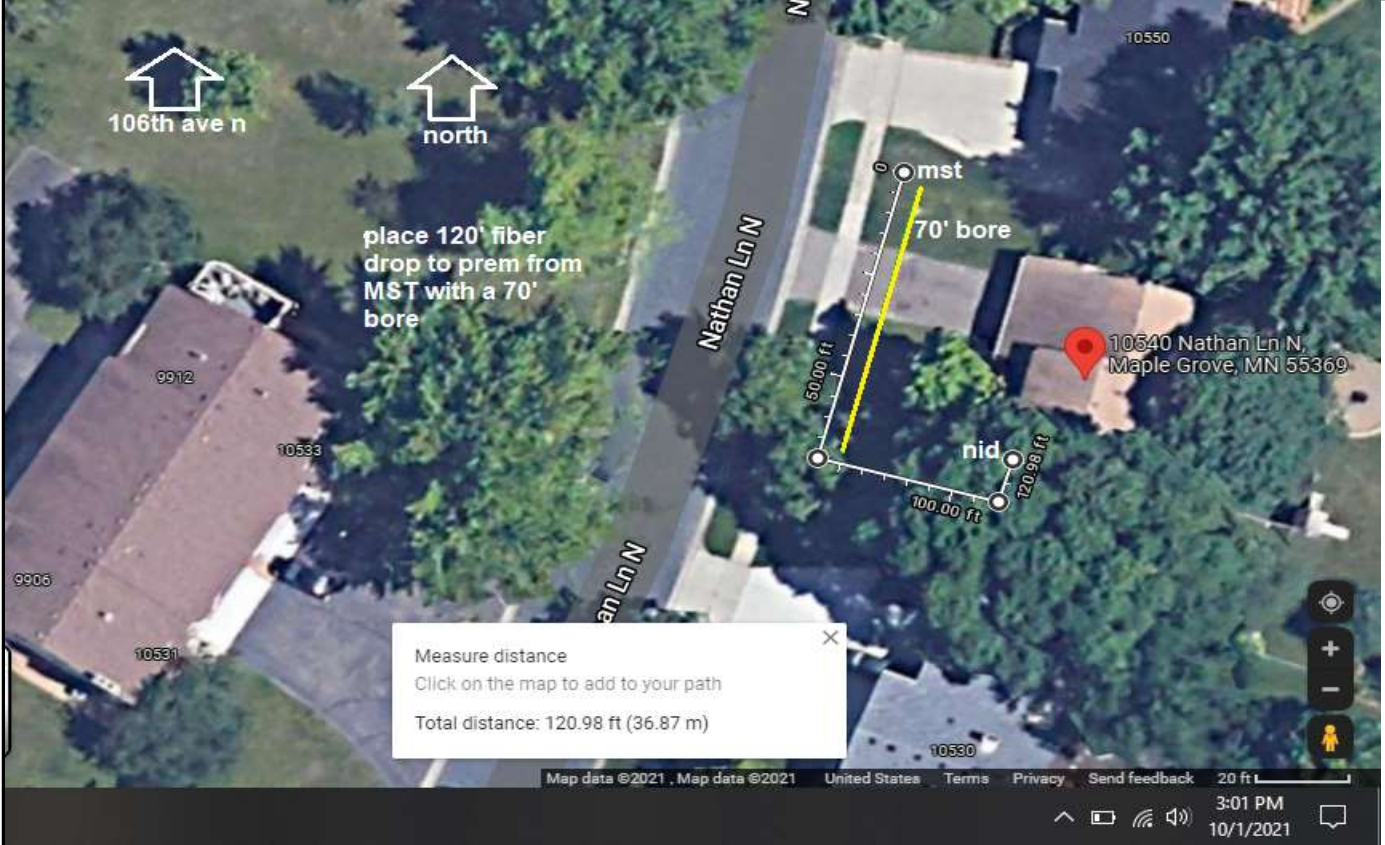 N
10550
106th ave n
north
0
mst
70' bore
place 120' fiber
drop to prem from
MST with a 70'
bore
Nathan Ln N
10540 Nathan Ln N,
Maple Grove, MN 55369
50.00 ft
9912
10533
nid
120.98 ft
100.00 ft
9906
an Ln N
10531
Measure distance
Click on the map to add to your path
Total distance: 120.98 ft (36.87 m)
10530
Map data ©2021 , Map data ©2021 United States Terms Privacy Send feedback 20 ft
3:01 PM
10/1/2021